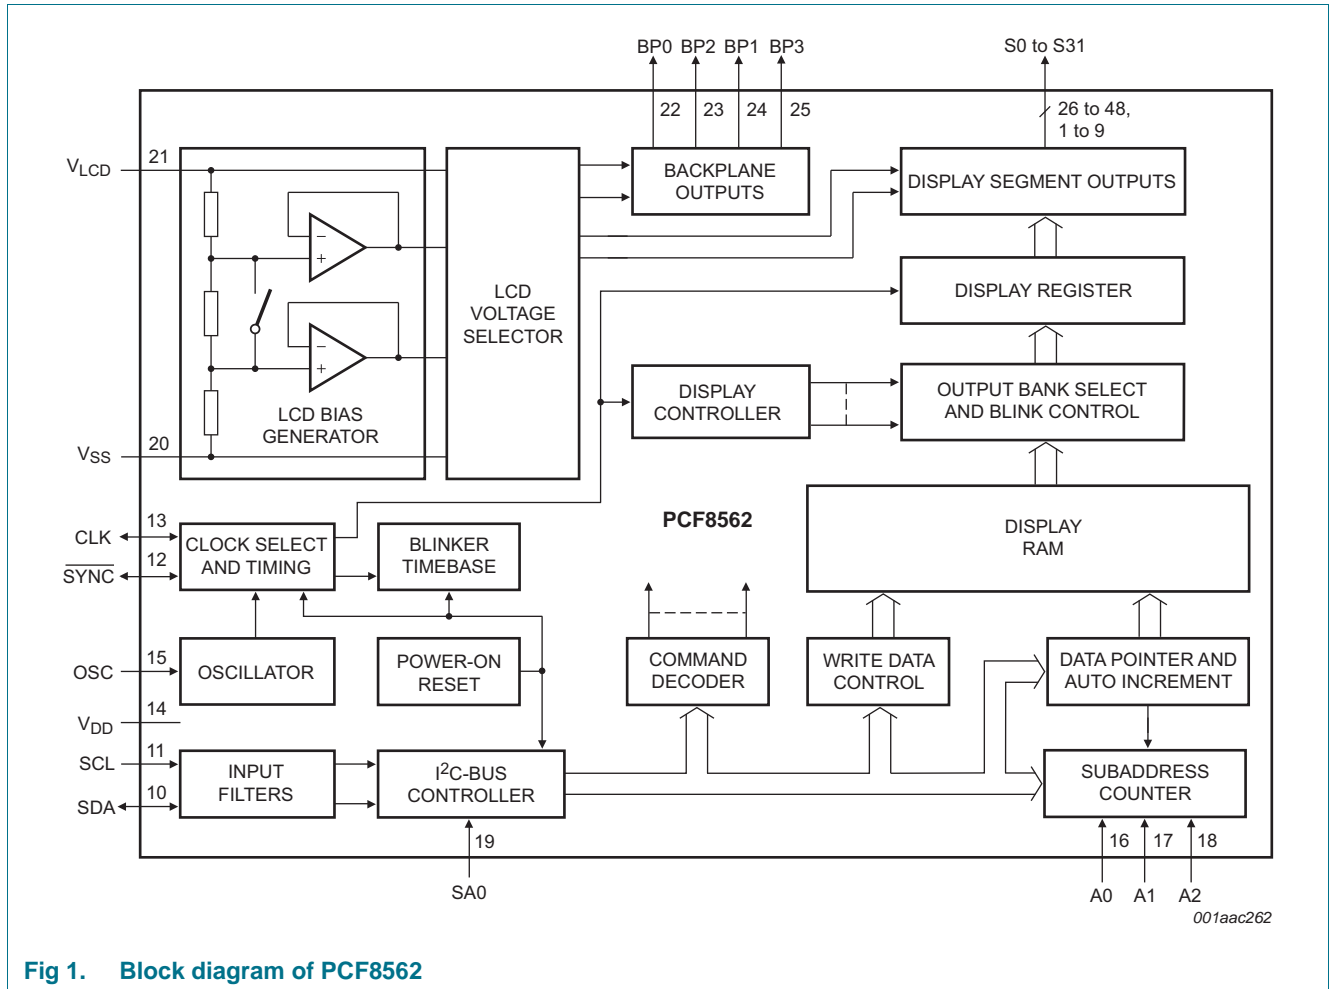 BP0 BP2 BP1 BP3
S0 to S31
22 23 24 25
26 to 48,
1 to 9
VLCD
21
BACKPLANE
OUTPUTS
DISPLAY SEGMENT OUTPUTS
−
+
−
+
LCD BIAS
GENERATOR
LCD
VOLTAGE
SELECTOR
DISPLAY REGISTER
DISPLAY
CONTROLLER
OUTPUT BANK SELECT
AND BLINK CONTROL
VSS
20
CLK
13
SYNC
12
CLOCK SELECT
AND TIMING
BLINKER
TIMEBASE
PCF8562
DISPLAY
RAM
OSC
15
OSCILLATOR
POWER-ON
RESET
COMMAND
DECODER
WRITE DATA
CONTROL
DATA POINTER AND
AUTO INCREMENT
VDD
14
SCL
11
SDA
10
INPUT
FILTERS
I2C-BUS
CONTROLLER
SUBADDRESS
COUNTER
19
16 17 18
SA0
A0 A1 A2
001aac262
Fig 1. Block diagram of PCF8562